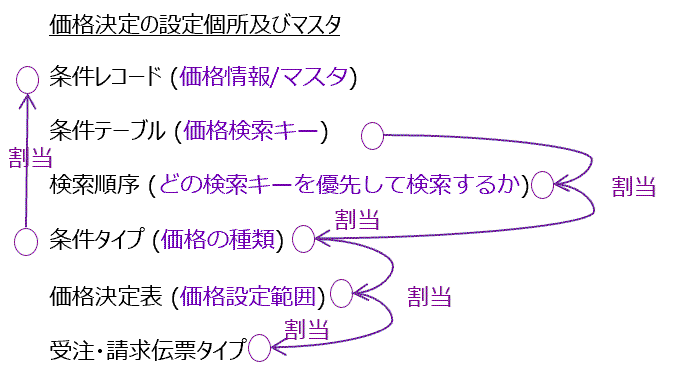 価格決定の設定個所及びマスタ
条件レコード (価格情報/マスタ)
条件テーブル (価格検索キー)
割当
検索順序 (どの検索キーを優先して検索するか)
割当
割当
条件タイプ (価格の種類)
価格決定表 (価格設定範囲)
割当
割当
受注・請求伝票タイプ